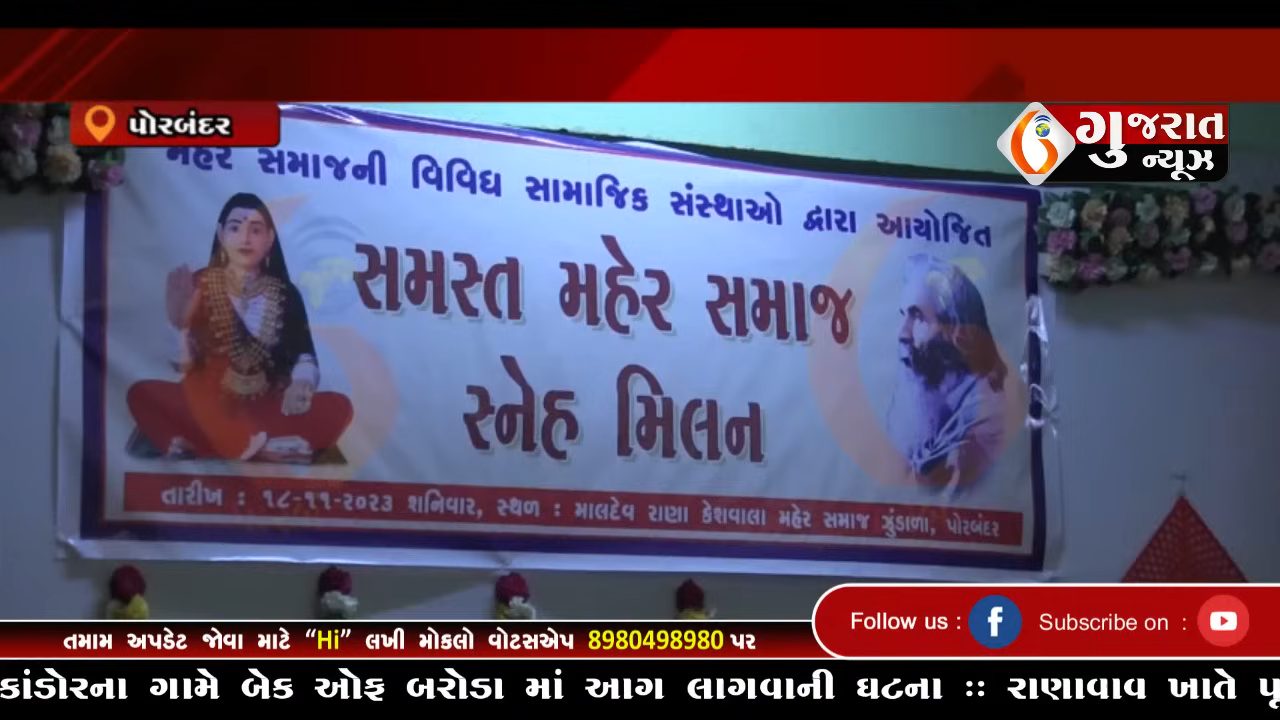 પોરબંદર
ગુજરાત
ન્યૂઝ
મહેર સમાજની વિવિધ સામાજિક સંસ્થાઓ દ્વારા આયોજિત
સમસ્ત મહેર સમાજ
સ્નેહ મિલન
તારીખ : ૧૮-૧૧-૨૦૨૩ શનિવાર, સ્થળ : માલદેવ રાણા કેશવાલા મહેર સમાજ ઝુંડાળા, પોરબંદર
Follow us :
Subscribe on :
તમામ અપડેટ જોવા માટે “Hi” લખી મોકલો વોટસએપ 8980498980 પર
કાંડોરના ગામે બેક ઓફ બરોડા માં આગ લાગવાની ઘટના :: રાણાવાવ ખાતે